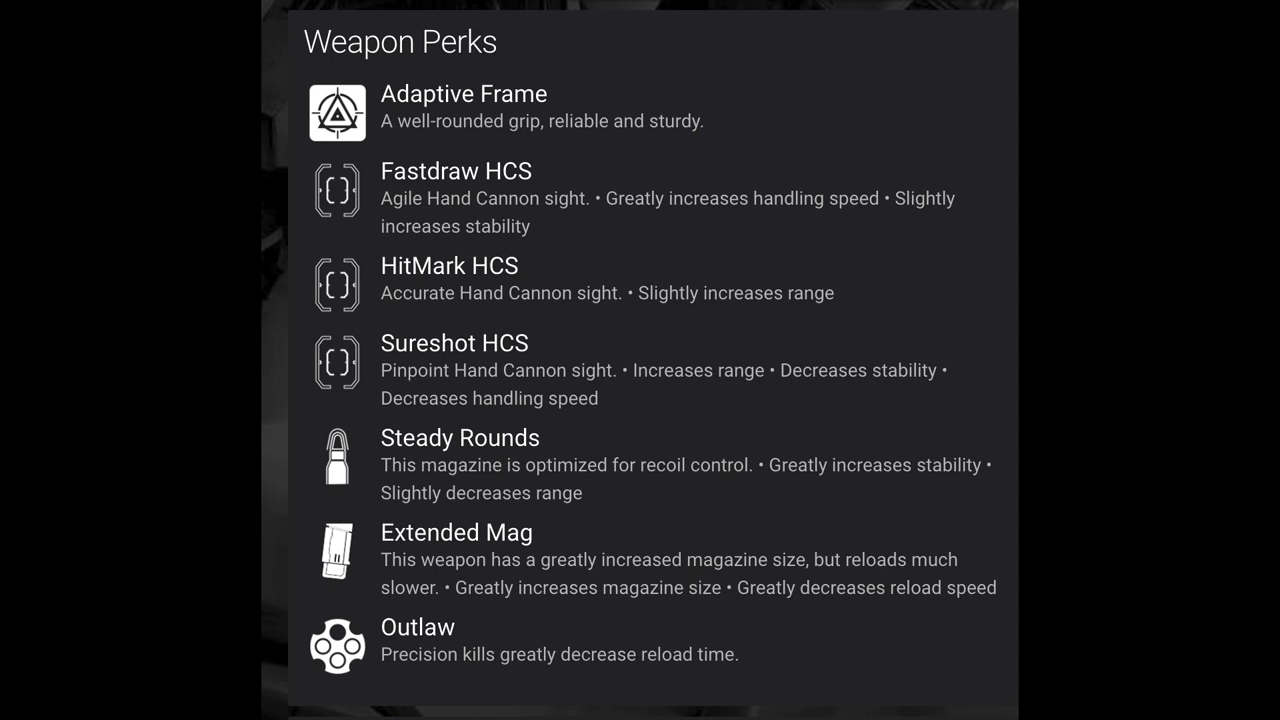 Weapon Perks
Adaptive Frame
A well-rounded grip, reliable and sturdy.
Fastdraw HCS
Agile Hand Cannon sight. • Greatly increases handling speed • Slightly
increases stability
HitMark HCS
Accurate Hand Cannon sight. • Slightly increases range
Sureshot HCS
Pinpoint Hand Cannon sight. • Increases range • Decreases stability •
Decreases handling speed
Steady Rounds
This magazine is optimized for recoil control. • Greatly increases stability •
Slightly decreases range
Extended Mag
This weapon has a greatly increased magazine size, but reloads much
slower. • Greatly increases magazine size • Greatly decreases reload speed
Outlaw
Precision kills greatly decrease reload time.